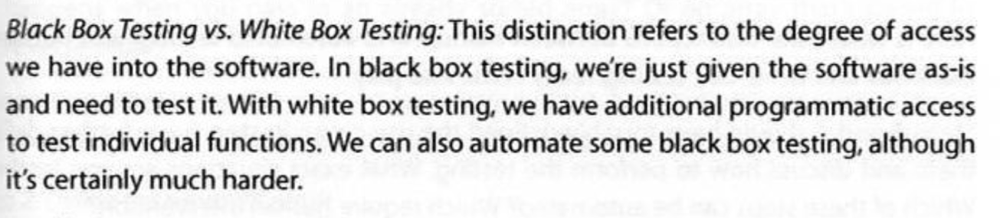 Black Box Testing vs. White Box Testing: This distinction refers to the degree of access
we have into the software. In black box testing, we're just given the software as-is
and need to test it. With white box testing, we have additional programmatic access
to test individual functions. We can also automate some black box testing, although
it's certainly much harder.